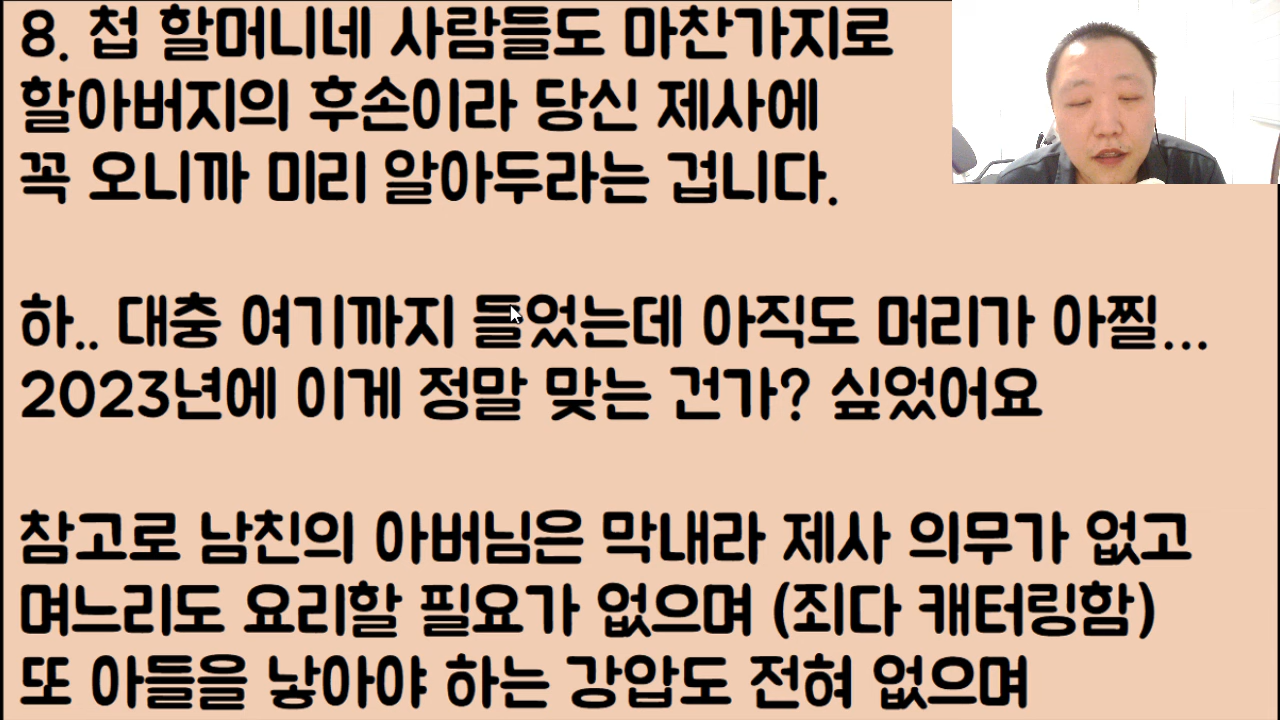 8. 첩 할머니네 사람들도 마찬가지로
할아버지의 후손이라 당신 제사에
꼭 오니까 미리 알아두라는 겁니다.
하.. 대충 여기까지 들었는데 아직도 머리가 아찔...
2023년에 이게 정말 맞는 건가? 싶었어요
참고로 남친의 아버님은 막내라 제사 의무가 없고
며느리도 요리할 필요가 없으며 (죄다 캐터링함)
또 아들을 낳아야 하는 강압도 전혀 없으며